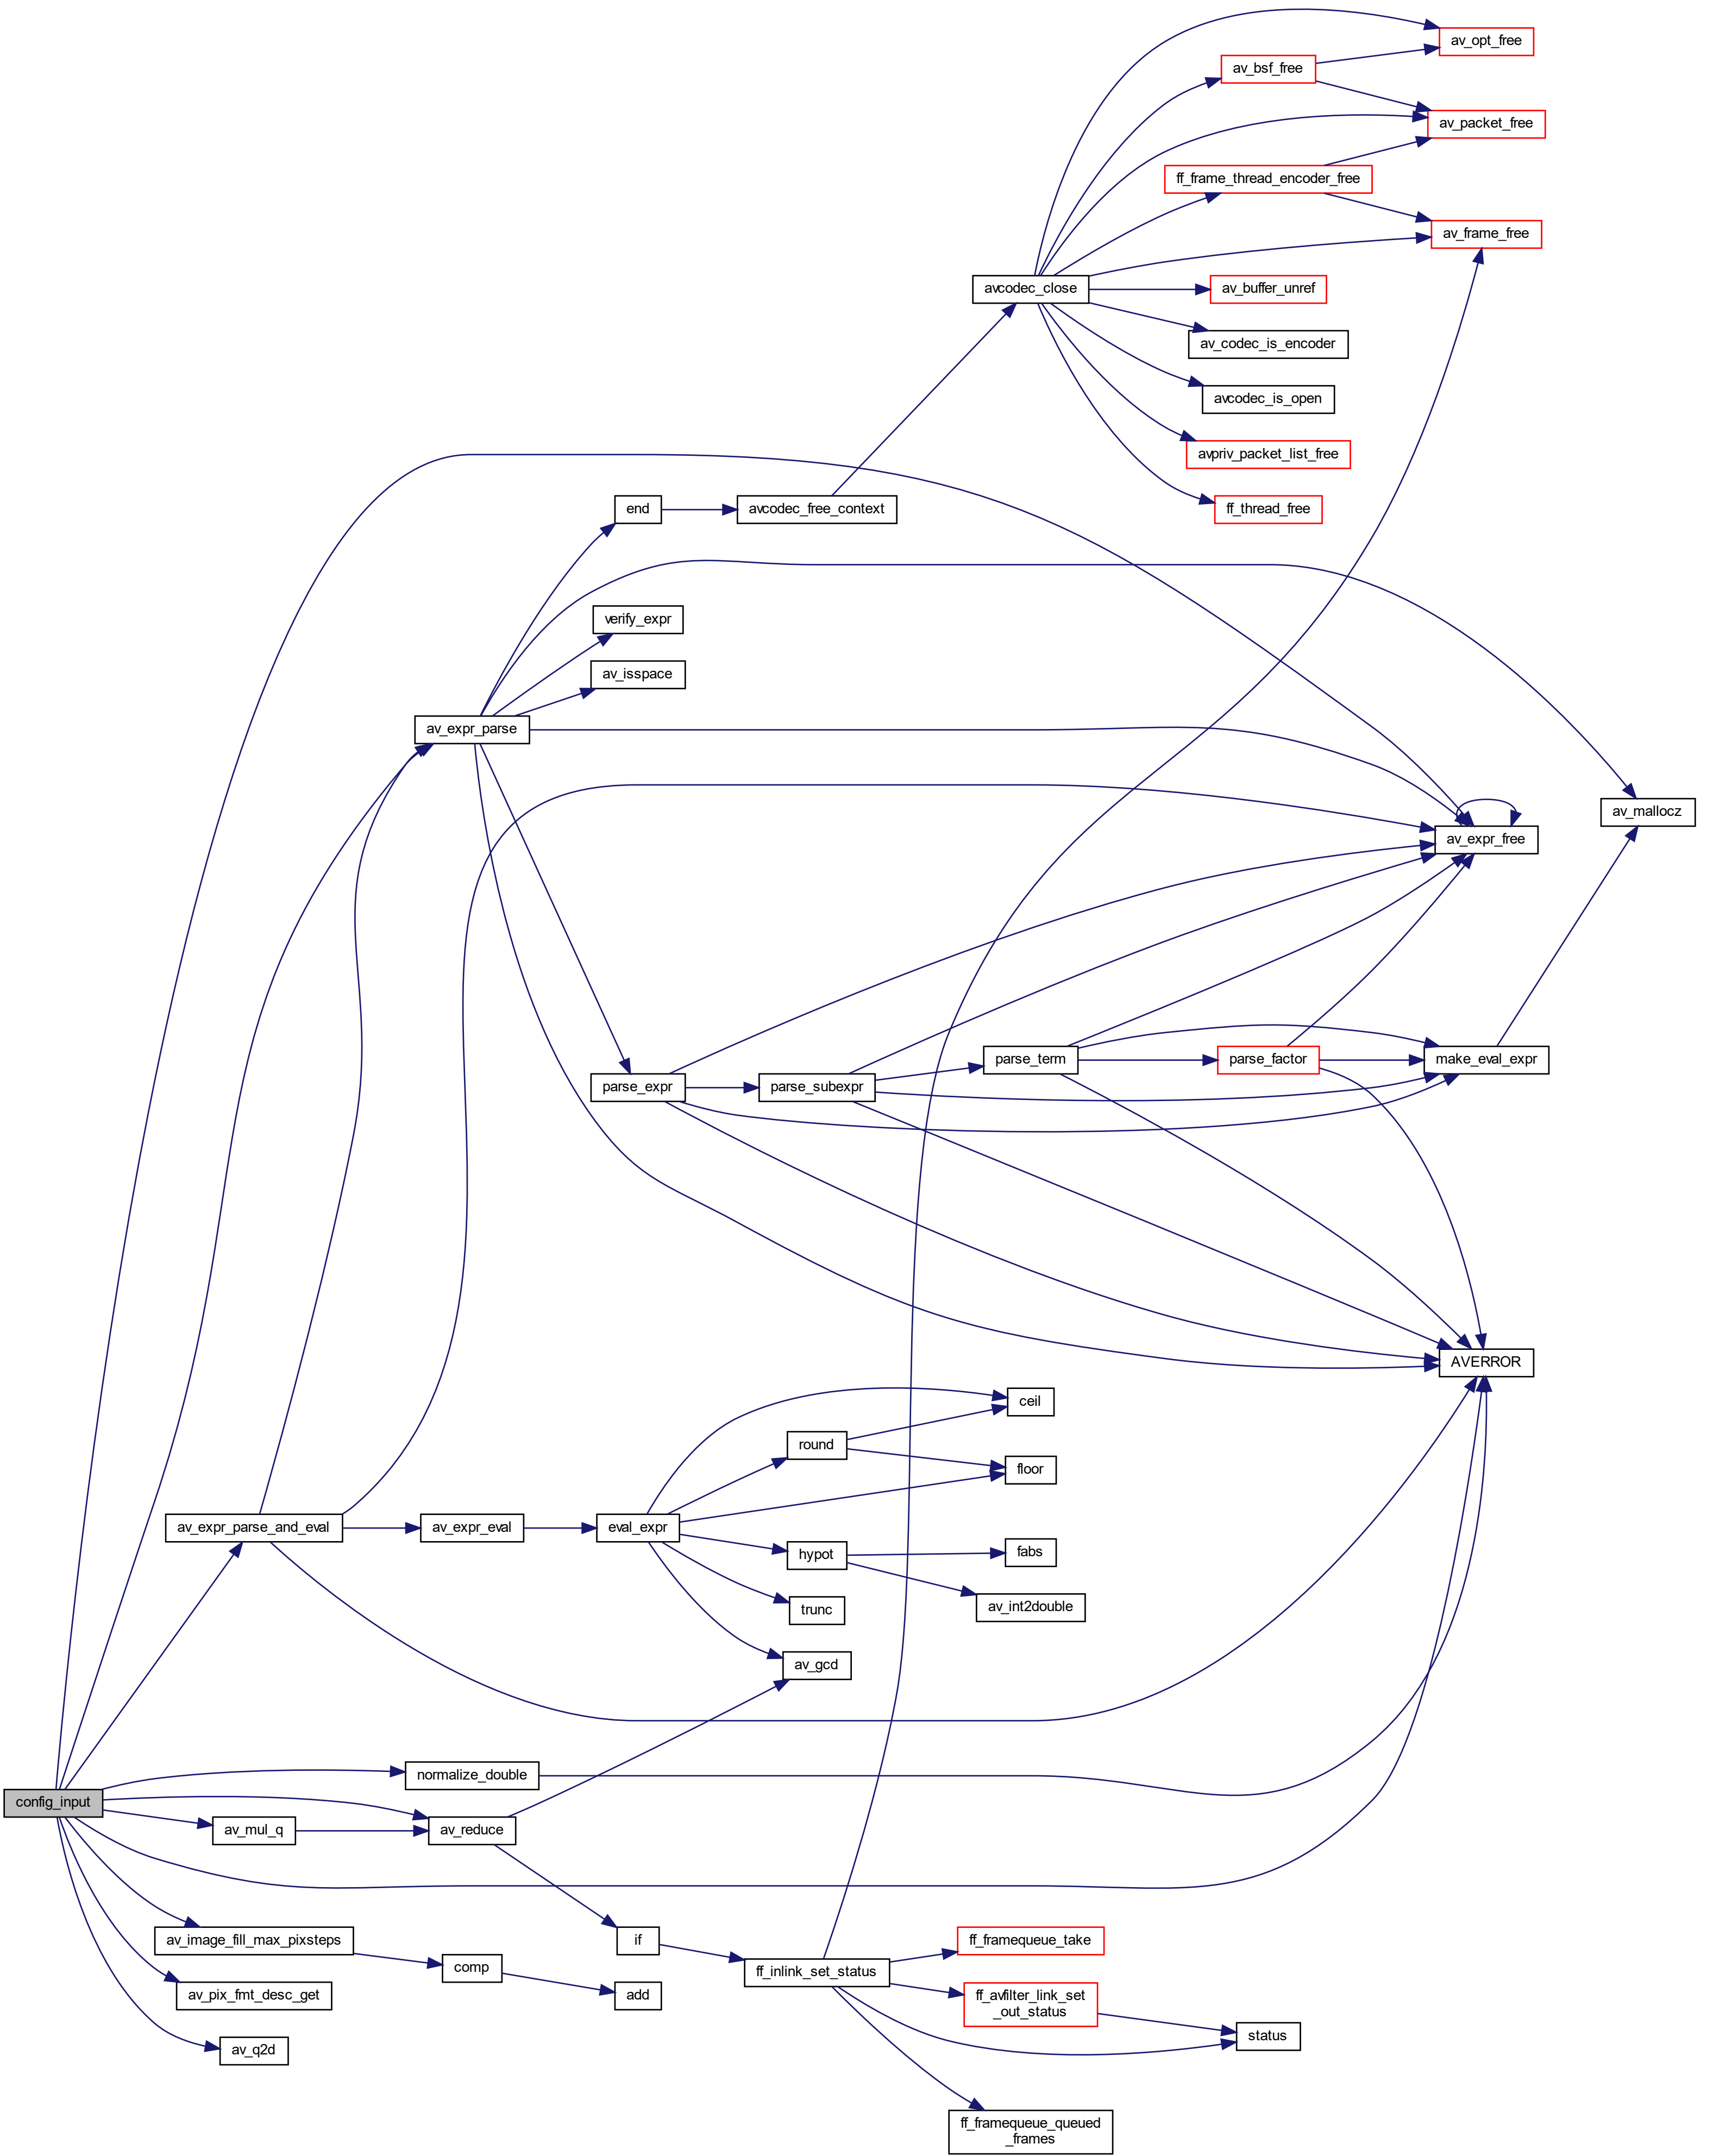 av_opt_free
av_bsf_free
av_packet_free
ff_frame_thread_encoder_free
av_frame_free
avcodec_close
av_buffer_unref
av_codec_is_encoder
avcodec_is_open
avpriv_packet_list_free
end
avcodec_free_context
ff_thread_free
verify_expr
av_isspace
av_expr_parse
av_mallocz
av_expr_free
parse_term
parse_factor
make_eval_expr
parse_expr
parse_subexpr
AVERROR
ceil
round
floor
av_expr_parse_and_eval
av_expr_eval
eval_expr
hypot
fabs
trunc
av_int2double
av_gcd
normalize_double
config_input
av_mul_q
av_reduce
av_image_fill_max_pixsteps
if
ff_framequeue_take
comp
ff_inlink_set_status
av_pix_fmt_desc_get
add
ff_avfilter_link_set
_out_status
status
av_q2d
ff_framequeue_queued
_frames